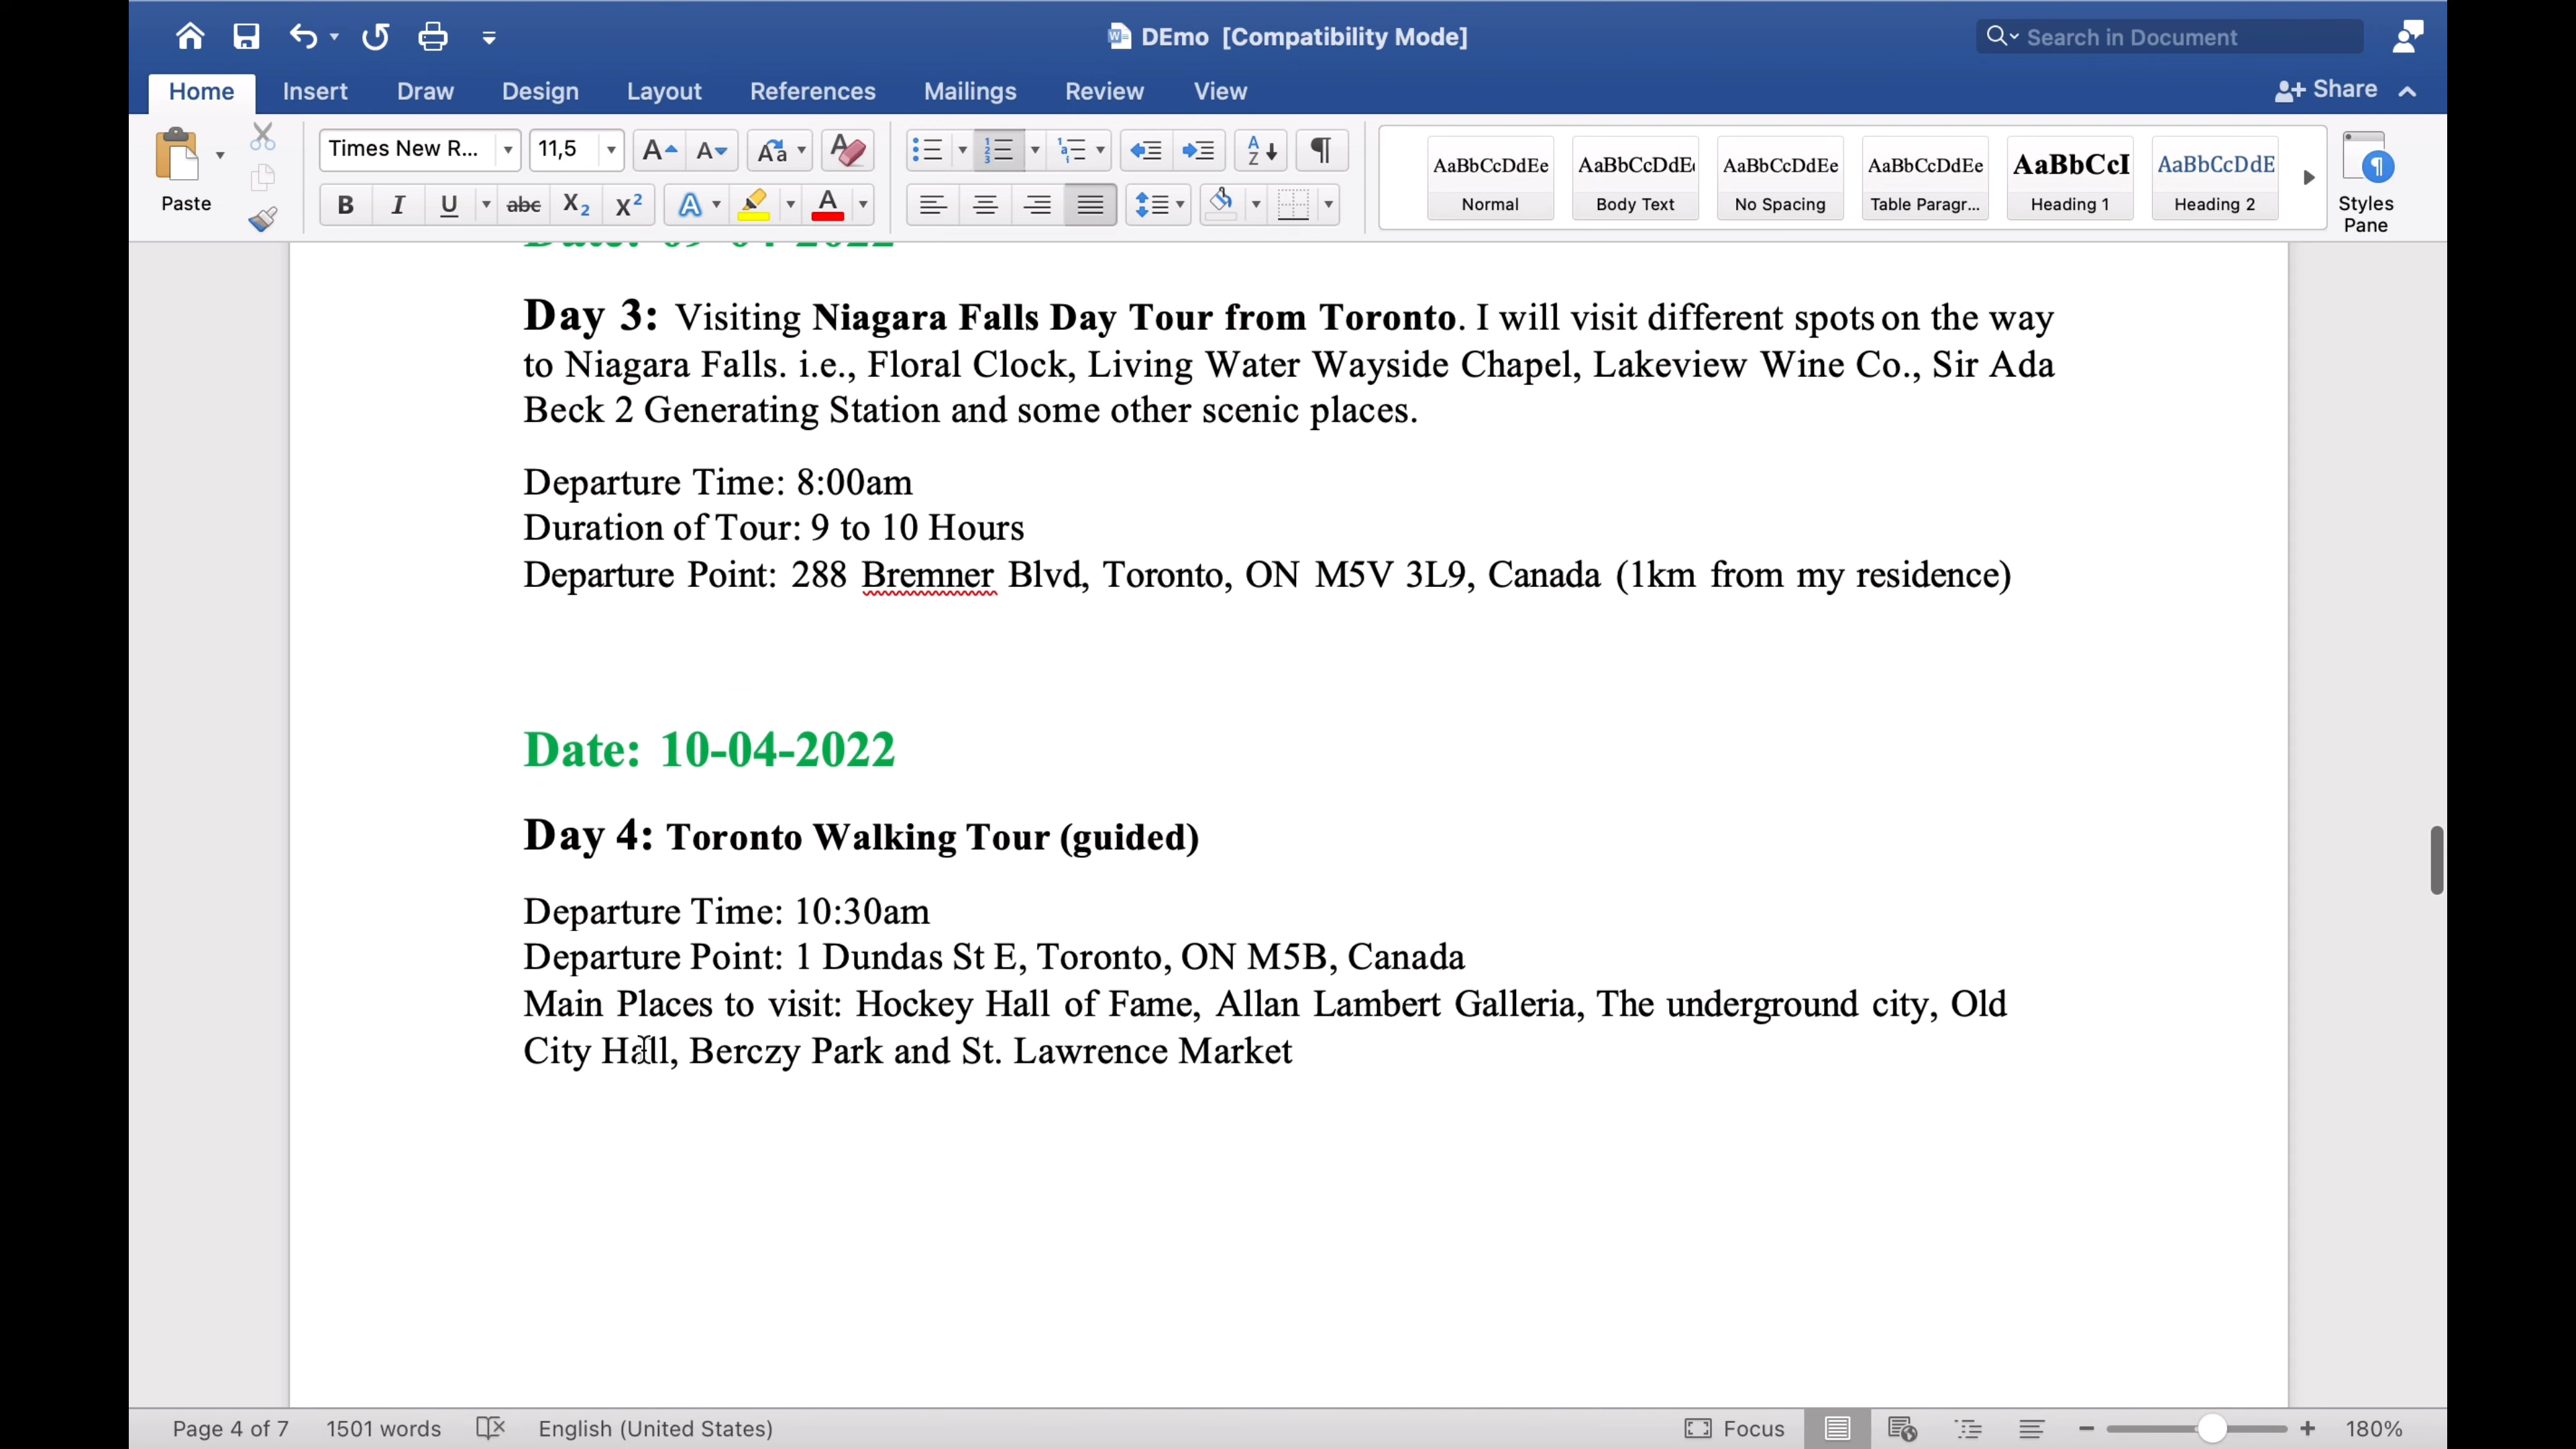 DEmo [Compatibility Mode]
Search in Document
Home Insert Draw Design Layout References Mailings Review View
Share
Paste
Times New R... 11,5
AaBbCcDdEe AaBbCcDdE AaBbCcDdEe AaBbCcDdEe AaBbCcI AaBbCcDdE
Normal Body Text No Spacing Table Paragr... Heading 1 Heading 2
Styles
Pane
Date: 09-04-2022
Day 3: Visiting Niagara Falls Day Tour from Toronto. I will visit different spots on the way
to Niagara Falls. i.e., Floral Clock, Living Water Wayside Chapel, Lakeview Wine Co., Sir Ada
Beck 2 Generating Station and some other scenic places.
Departure Time: 8:00am
Duration of Tour: 9 to 10 Hours
Departure Point: 288 Bremner Blvd, Toronto, ON M5V 3L9, Canada (1km from my residence)
Date: 10-04-2022
Day 4: Toronto Walking Tour (guided)
Departure Time: 10:30am
Departure Point: 1 Dundas St E, Toronto, ON M5B, Canada
Main Places to visit: Hockey Hall of Fame, Allan Lambert Galleria, The underground city, Old
City Hall, Berczy Park and St. Lawrence Market
Page 4 of 7 1501 words English (United States) Focus 180%